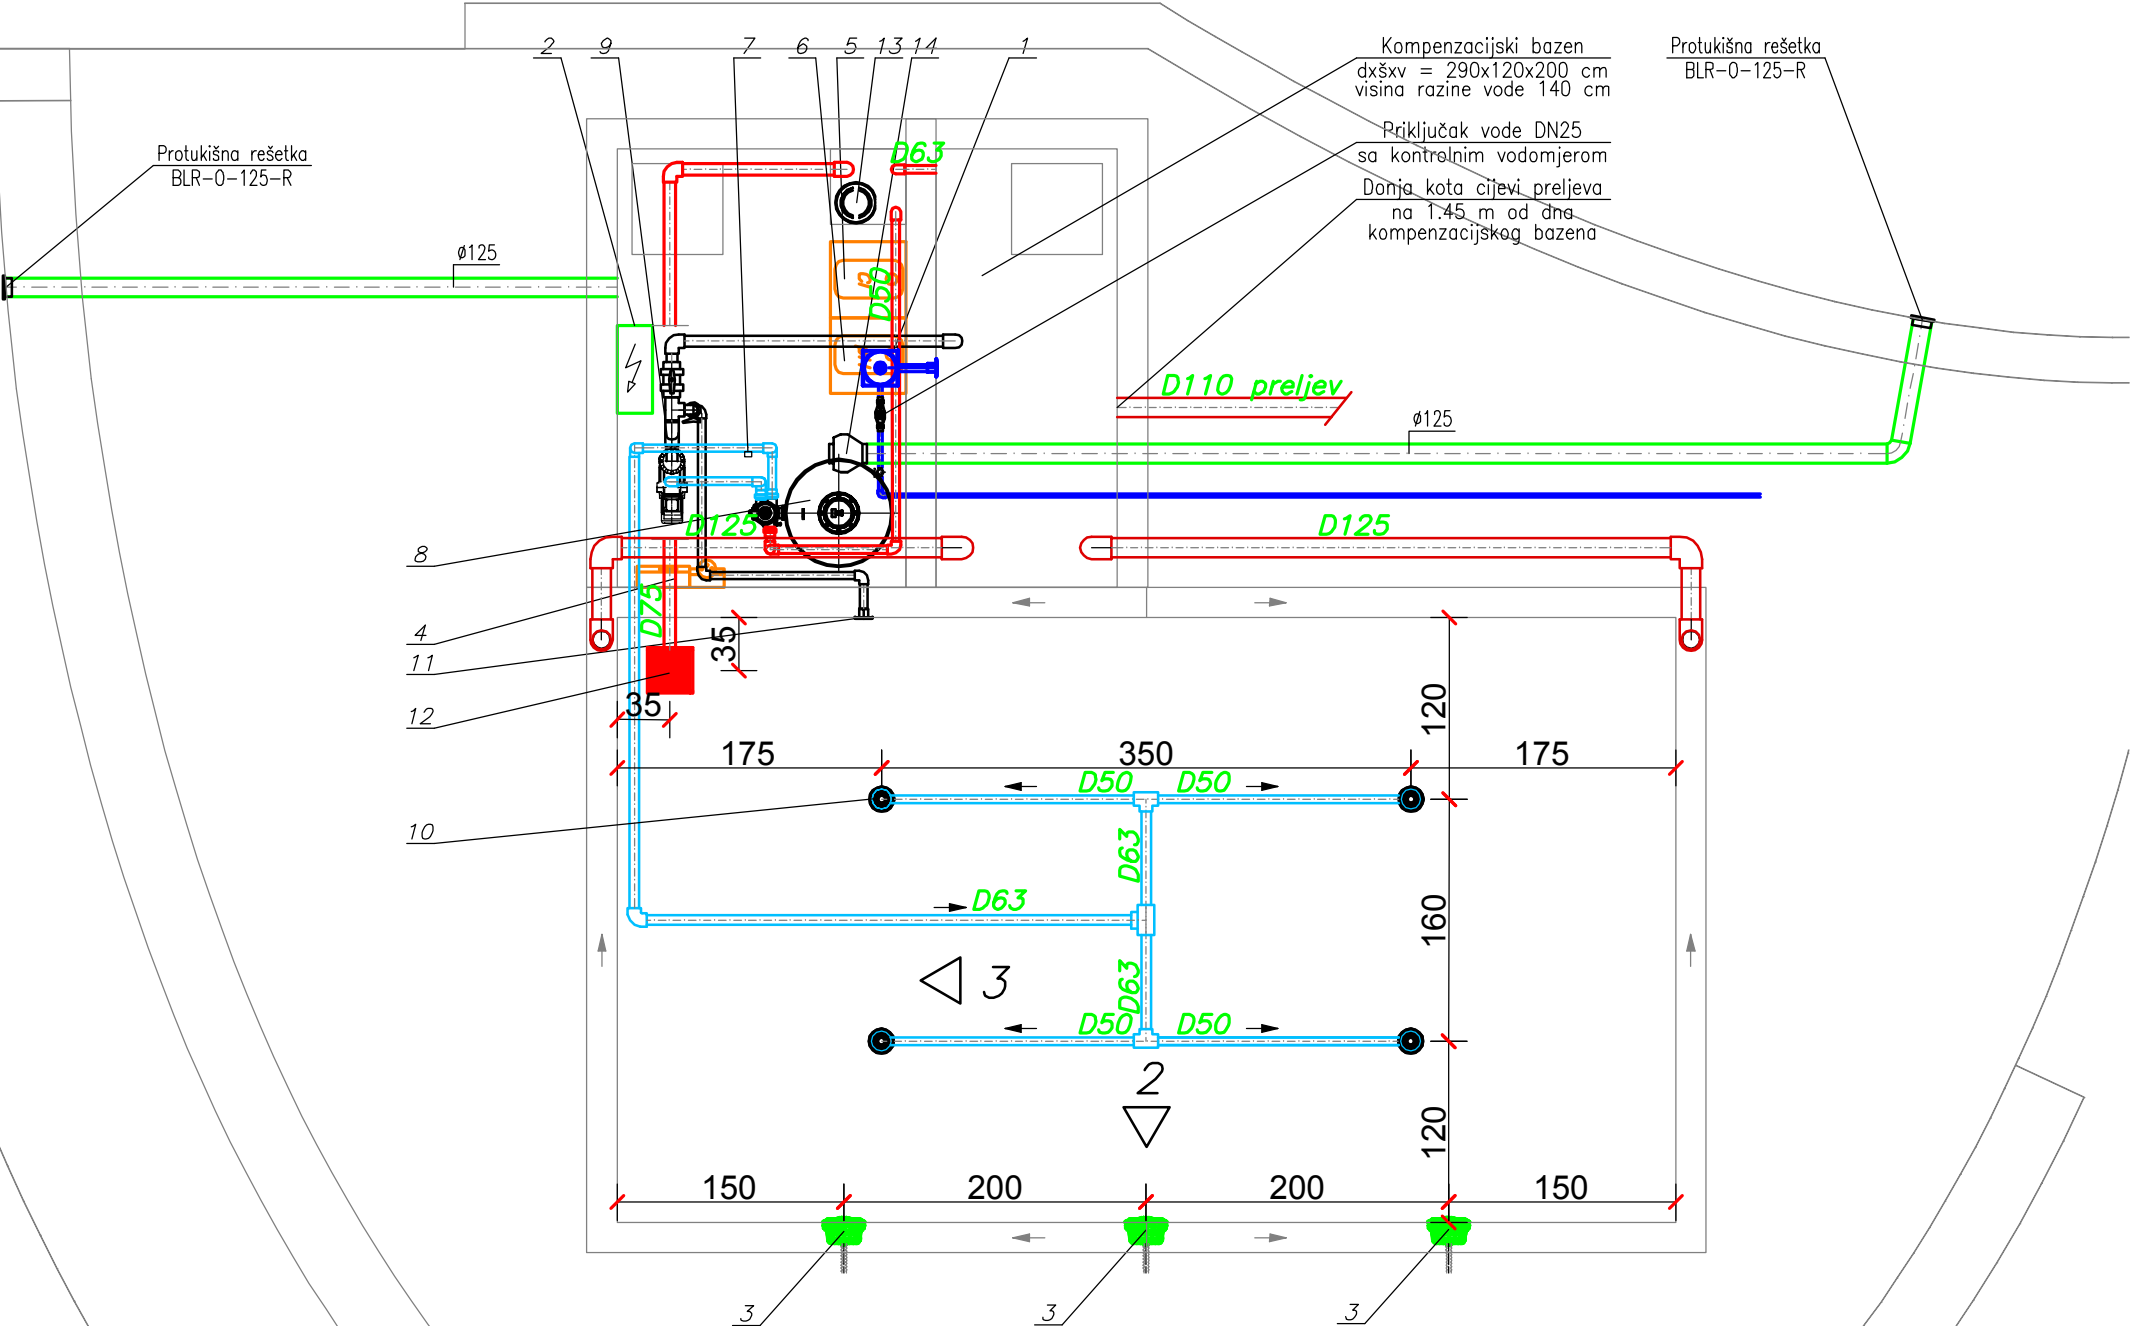 2
9
7
6
5
13
14
1
Kompenzacijski bazen
dxšxv = 290x120x200 cm
visina razine vode 140 cm
Protukišna rešetka
BLR-0-125-R
Priključak vode DN25
sa kontrolnim vodomjerom
Donja kota cijevi preljeva
na 1.45 m od dna
kompenzacijskog bazena
Protukišna rešetka
BLR-0-125-R
D63
ø125
D50
D110 preljev
ø125
D125
D125
8
4
11
12
10
D75
35
35
175
350
175
120
D50
D50
D63
D63
160
3
D63
D50
D50
2
120
150
200
200
150
3
3
3